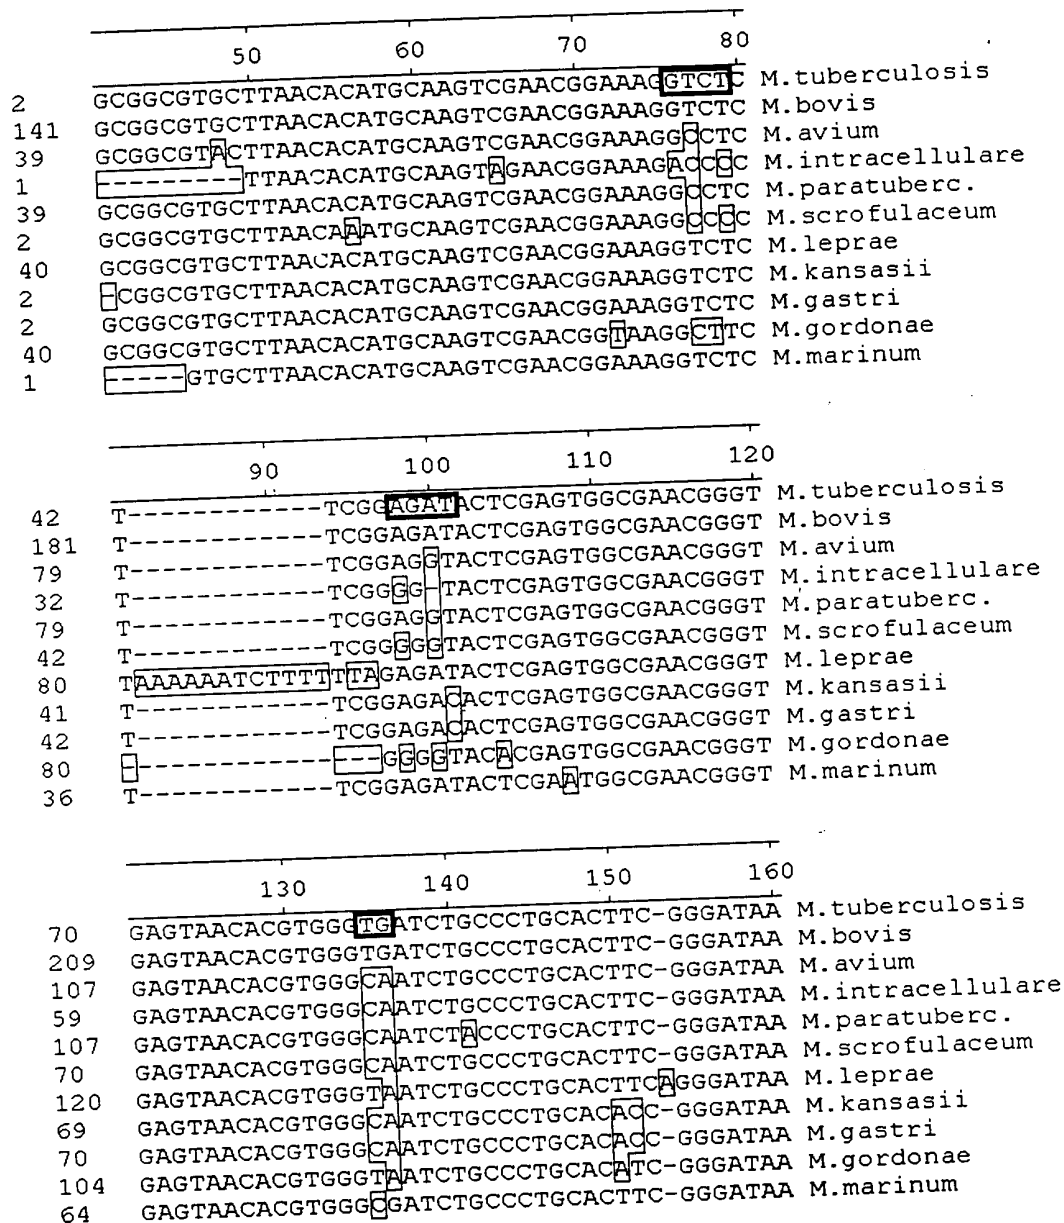 50 60 70 80
2 GCGGCGTGCTTAACACATGCAAGTCGAACGGAAAGGTCTC M.tuberculosis
141 GCGGCGTGCTTAACACATGCAAGTCGAACGGAAAGGTCTC M.bovis
39 GCGGCGTACTTAACACATGCAAGTCGAACGGAAAGGCCTC M.avium
1 ---------TTAACACATGCAAGTAGAACGGAAAGACCCC M.intracellulare
39 GCGGCGTGCTTAACACATGCAAGTCGAACGGAAAGGCCTC M.paratuberc.
2 GCGGCGTGCTTAACAAATGCAAGTCGAACGGAAAGGCCCC M.scrofulaceum
40 GCGGCGTGCTTAACACATGCAAGTCGAACGGAAAGGTCTC M.leprae
2 -CGGCGTGCTTAACACATGCAAGTCGAACGGAAAGGTCTC M.kansasii
2 GCGGCGTGCTTAACACATGCAAGTCGAACGGAAAGGTCTC M.gastri
40 GCGGCGTGCTTAACACATGCAAGTCGAACGGTAAGGCTTC M.gordonae
1 -----GTGCTTAACACATGCAAGTCGAACGGAAAGGTCTC M.marinum
90 100 110 120
42 T------------TCGGAGATACTCGAGTGGCGAACGGGT M.tuberculosis
181 T------------TCGGAGATACTCGAGTGGCGAACGGGT M.bovis
79 T------------TCGGAGGTACTCGAGTGGCGAACGGGT M.avium
32 T------------TCGGGG-TACTCGAGTGGCGAACGGGT M.intracellulare
79 T------------TCGGAGGTACTCGAGTGGCGAACGGGT M.paratuberc.
42 T------------TCGGGGGTACTCGAGTGGCGAACGGGT M.scrofulaceum
80 TAAAAAATCTTTTTTAGAGATACTCGAGTGGCGAACGGGT M.leprae
41 T------------TCGGAGACACTCGAGTGGCGAACGGGT M.kansasii
42 T------------TCGGAGACACTCGAGTGGCGAACGGGT M.gastri
80 ----------------GGGGTACACGAGTGGCGAACGGGT M.gordonae
36 T------------TCGGAGATACTCGAATGGCGAACGGGT M.marinum
130 140 150 160
70 GAGTAACACGTGGGTGATCTGCCCTGCACTTC-GGGATAA M.tuberculosis
209 GAGTAACACGTGGGTGATCTGCCCTGCACTTC-GGGATAA M.bovis
107 GAGTAACACGTGGGCAATCTGCCCTGCACTTC-GGGATAA M.avium
59 GAGTAACACGTGGGCAATCTGCCCTGCACTTC-GGGATAA M.intracellulare
107 GAGTAACACGTGGGCAATCTACCCTGCACTTC-GGGATAA M.paratuberc.
70 GAGTAACACGTGGGCAATCTGCCCTGCACTTC-GGGATAA M.scrofulaceum
120 GAGTAACACGTGGGTAATCTGCCCTGCACTTCAGGGATAA M.leprae
69 GAGTAACACGTGGGCAATCTGCCCTGCACACC-GGGATAA M.kansasii
70 GAGTAACACGTGGGCAATCTGCCCTGCACACC-GGGATAA M.gastri
104 GAGTAACACGTGGGTAATCTGCCCTGCACATC-GGGATAA M.gordonae
64 GAGTAACACGTGGGCGATCTGCCCTGCACTTC-GGGATAA M.marinum